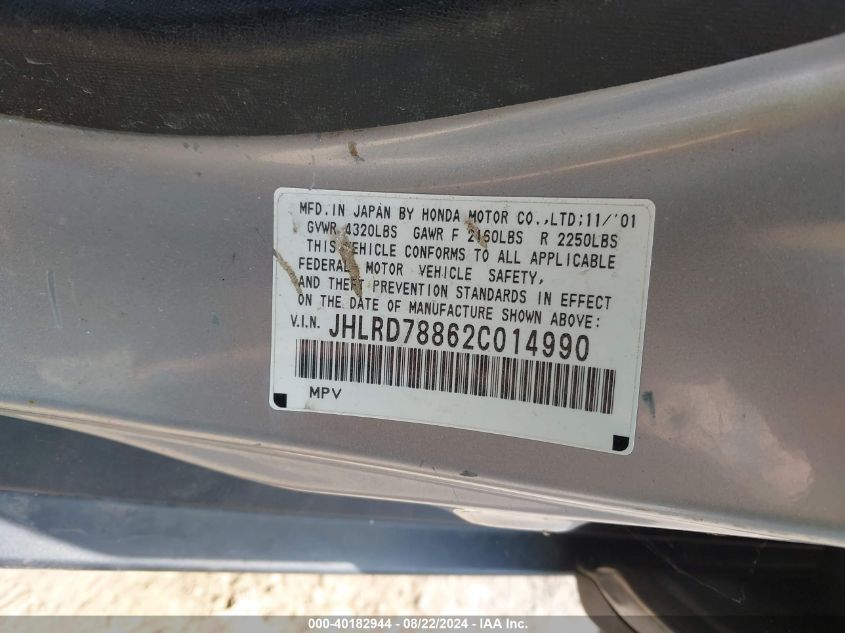 MFD.IN JAPAN BY HONDA MOTOR CO.,LTD;11/'01
GVWR 4320LBS GAWR F 2160LBS R 2250LBS
THIS VEHICLE CONFORMS TO ALL APPLICABLE
FEDERAL MOTOR VEHICLE SAFETY,
AND THEFT PREVENTION STANDARDS IN EFFECT
ON THE DATE OF MANUFACTURE SHOWN ABOVE:
V.I.N. JHLRD78862C014990
MPV
000-40182944 - 08/22/2024 - IAA Inc.